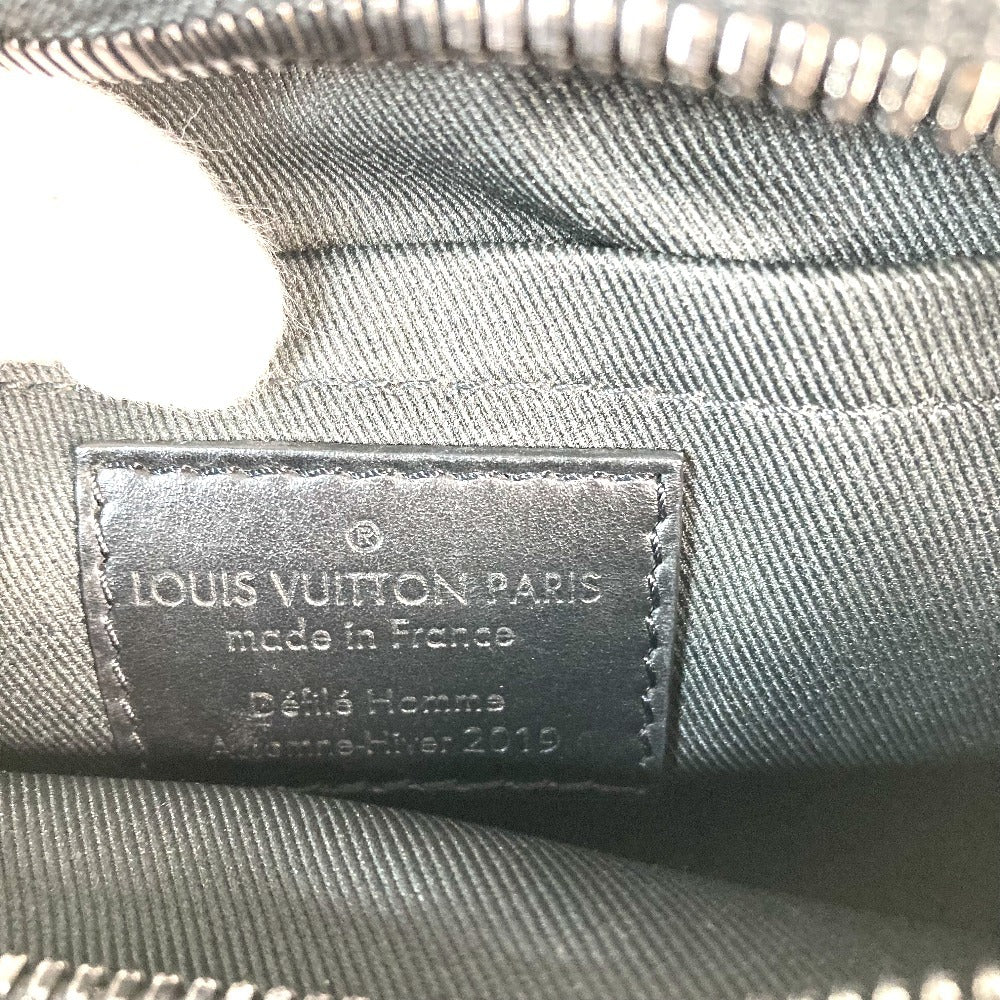 ®
LOUIS VUITTON PARIS
made in France
Défilé Homme
Automne-Hiver 2019